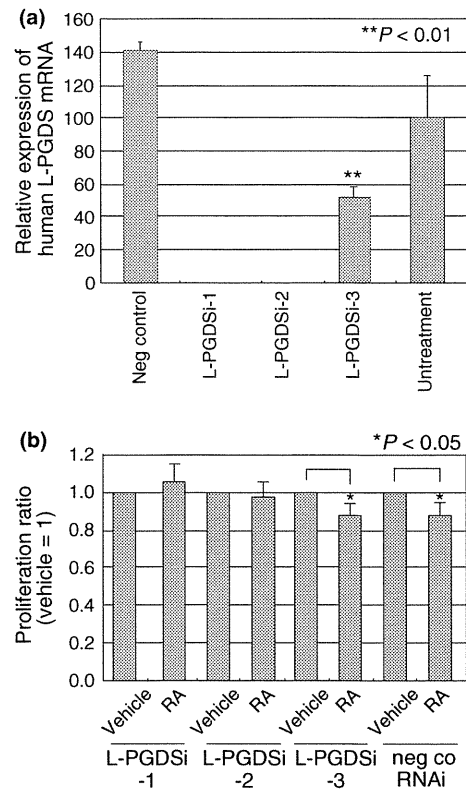 (a)
**P < 0.01
Relative expression of
human L-PGDS mRNA
160
140
120
100
80
60
40
20
0
**
Neg control
L-PGDSi-1
L-PGDSi-2
L-PGDSi-3
Untreatment
(b)
*P < 0.05
Proliferation ratio
(vehicle = 1)
1.2
1.0
0.8
0.6
0.4
0.2
0.0
*
*
Vehicle
RA
Vehicle
RA
Vehicle
RA
Vehicle
RA
L-PGDSi
-1
L-PGDSi
-2
L-PGDSi
-3
neg co
RNAi